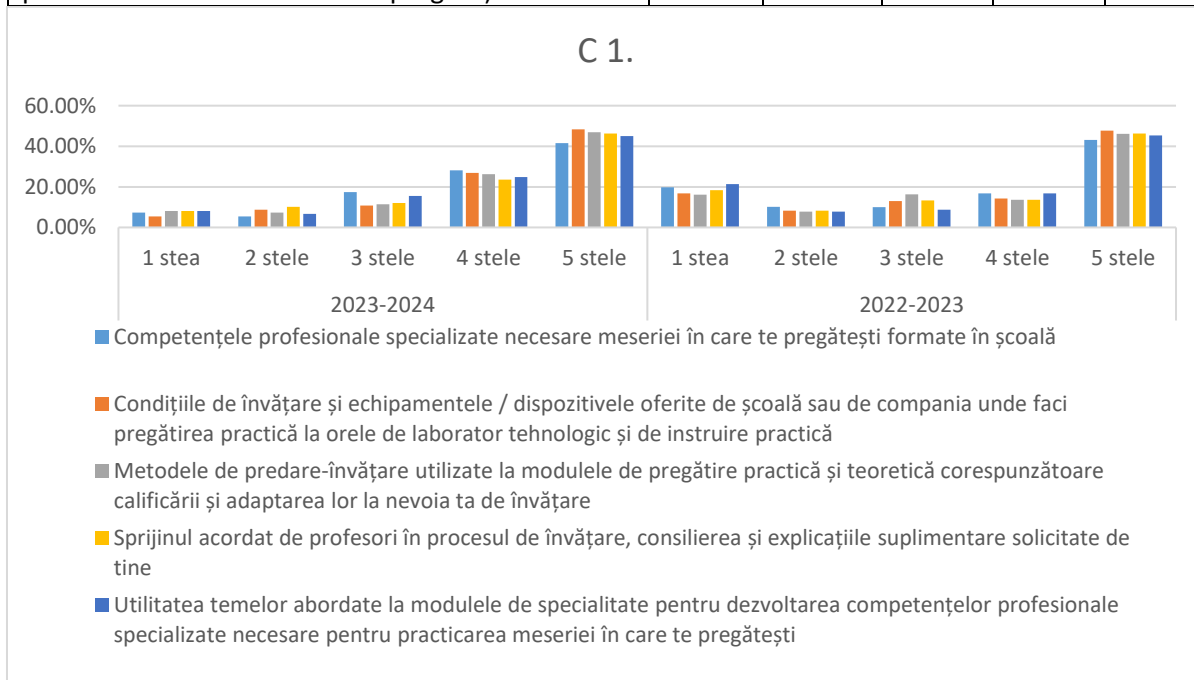 C 1.
60.00%
40.00%
20.00%
0.00%
1 stea 2 stele 3 stele 4 stele 5 stele 1 stea 2 stele 3 stele 4 stele 5 stele
2023-2024 2022-2023
Competențele profesionale specializate necesare meseriei în care te pregătești formate în școală
Condițiile de învățare și echipamentele / dispozitivele oferite de școală sau de compania unde faci
pregătirea practică la orele de laborator tehnologic și de instruire practică
Metodele de predare-învățare utilizate la modulele de pregătire practică și teoretică corespunzătoare
calificării și adaptarea lor la nevoia ta de învățare
Sprijinul acordat de profesori în procesul de învățare, consilierea și explicațiile suplimentare solicitate de
tine
Utilitatea temelor abordate la modulele de specialitate pentru dezvoltarea competențelor profesionale
specializate necesare pentru practicarea meseriei în care te pregătești